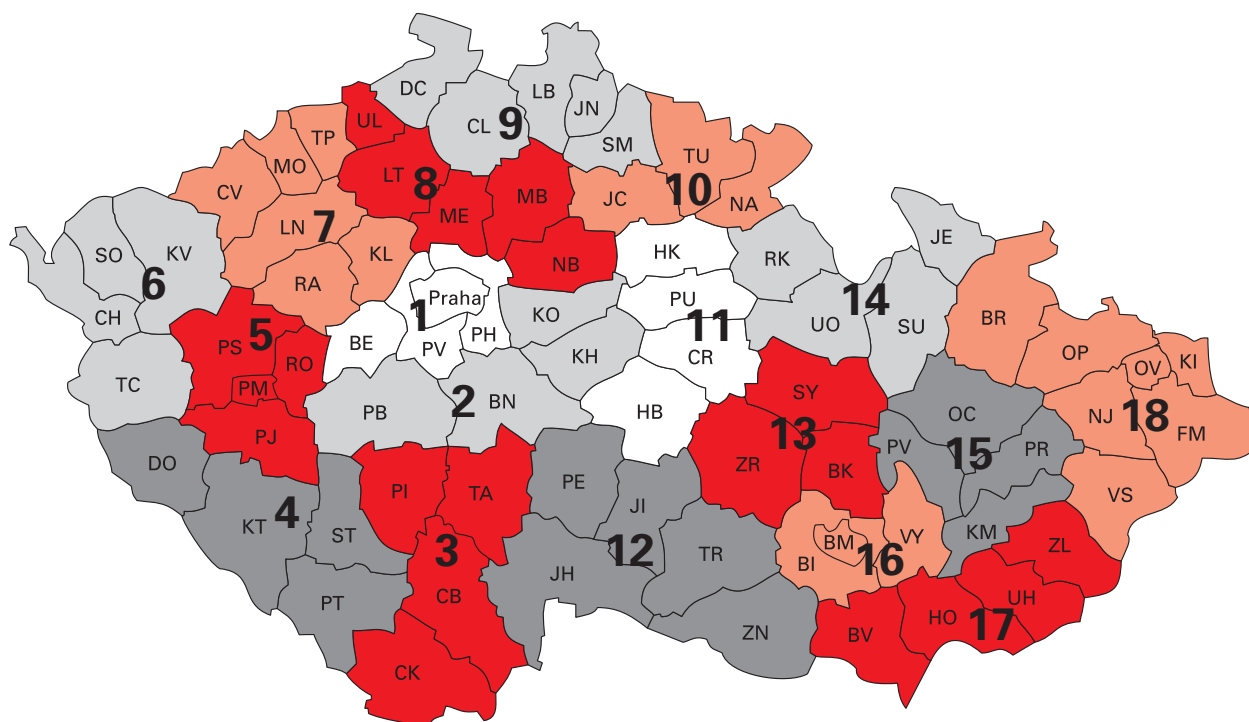 DC
LB
JN
UL
CL
9
TP
SM
MO
TU
LT
8
MB
10
CV
JC
NA
ME
LN
7
JE
SO
KV
KL
HK
RK
6
NB
RA
Praha
PU
14
1
KO
11
UO
SU
BR
CH
5
PS
BE
PV
PH
KH
CR
OP
KI
RO
OV
TC
PM
SY
PB
2
BN
HB
OC
NJ
18
FM
PJ
13
PV
15
PR
DO
ZR
BK
VS
PI
TA
PE
JI
4
KT
ST
KM
VY
3
12
TR
BM
16
BI
ZL
JH
PT
CB
UH
HO
17
ZN
BV
CK